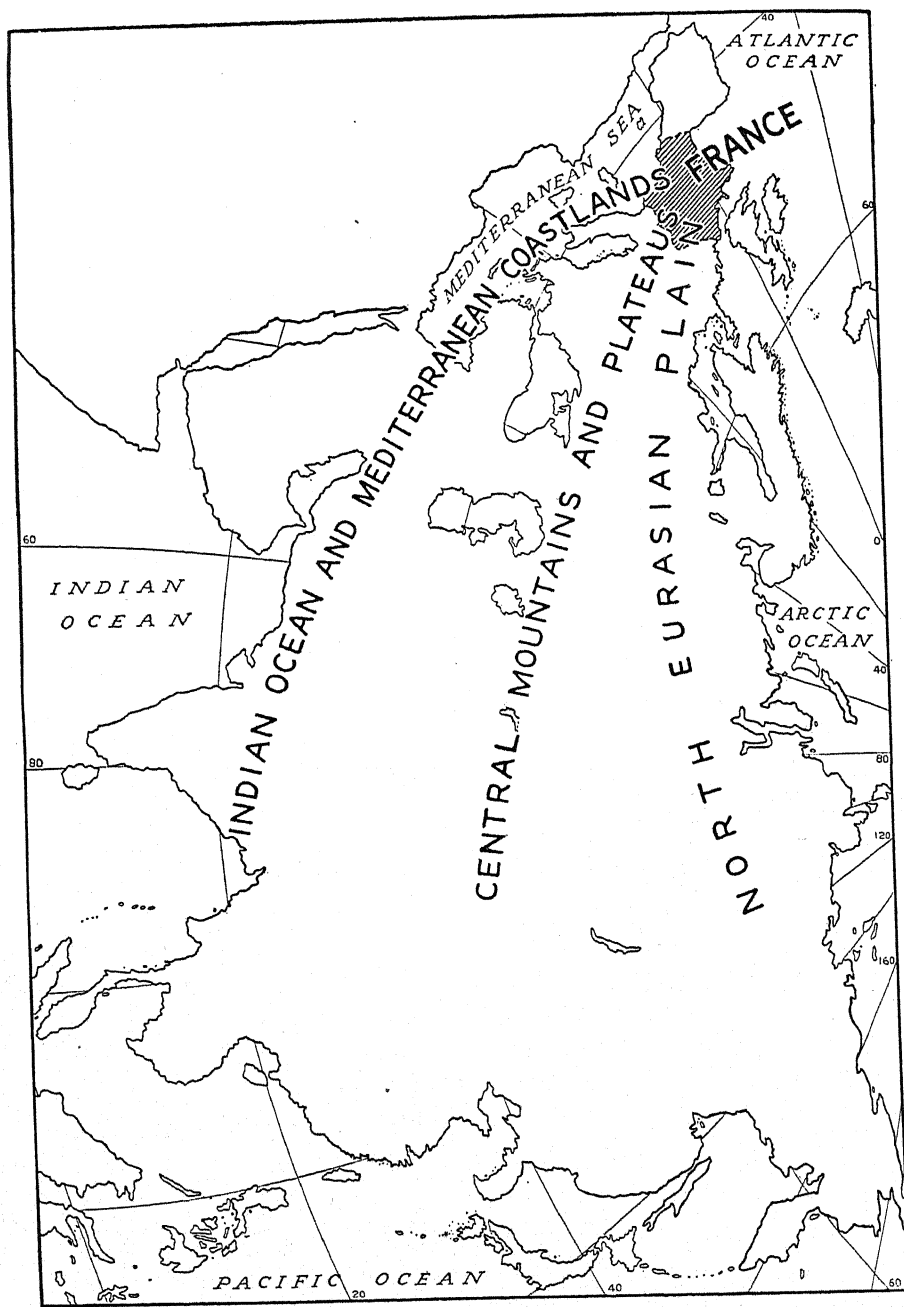 40
ATLANTIC
OCEAN
MEDITERRANEAN SEA
FRANCE
60
INDIAN OCEAN AND MEDITERRANEAN COASTLANDS
CENTRAL MOUNTAINS AND PLATEAUS
NORTH EURASIAN PLAIN
60
0
INDIAN
OCEAN
ARCTIC
OCEAN
40
80
80
120
160
PACIFIC OCEAN
20
40
60